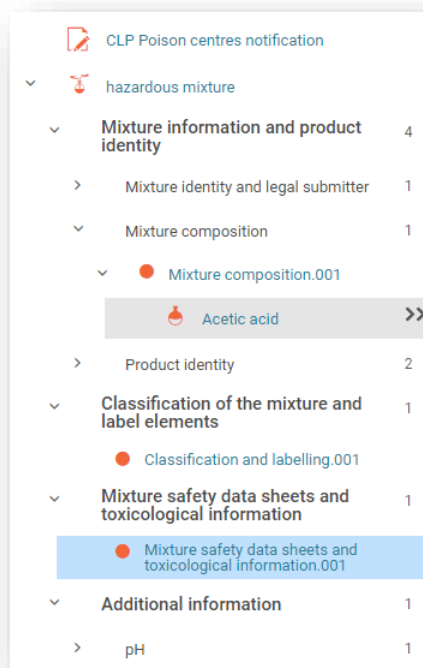 CLP Poison centres notification
hazardous mixture
Mixture information and product 4
identity
Mixture identity and legal submitter 1
Mixture composition 1
Mixture composition.001
Acetic acid
Product identity 2
Classification of the mixture and 1
label elements
Classification and labelling.001
Mixture safety data sheets and 1
toxicological information
Mixture safety data sheets and
toxicological information.001
Additional information 1
pH 1